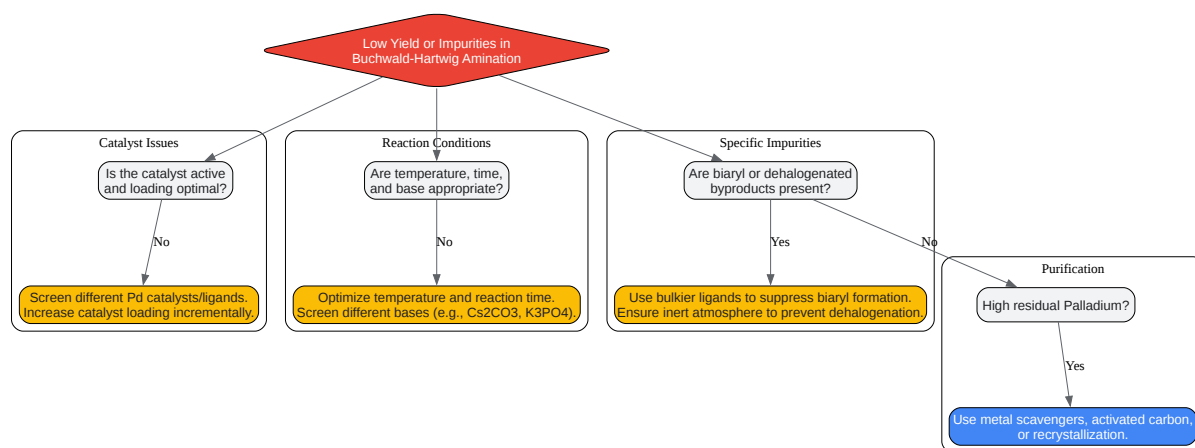 Low Yield or Impurities in
Buchwald-Hartwig Amination
Catalyst Issues
Is the catalyst active
and loading optimal?
No
Screen different Pd catalysts/ligands.
Increase catalyst loading incrementally.
Reaction Conditions
Are temperature, time,
and base appropriate?
No
Optimize temperature and reaction time.
Screen different bases (e.g., Cs2CO3, K3PO4).
Specific Impurities
Are biaryl or dehalogenated
byproducts present?
Yes
Use bulkier ligands to suppress biaryl formation.
Ensure inert atmosphere to prevent dehalogenation.
No
Purification
High residual Palladium?
Yes
Use metal scavengers, activated carbon,
or recrystallization.